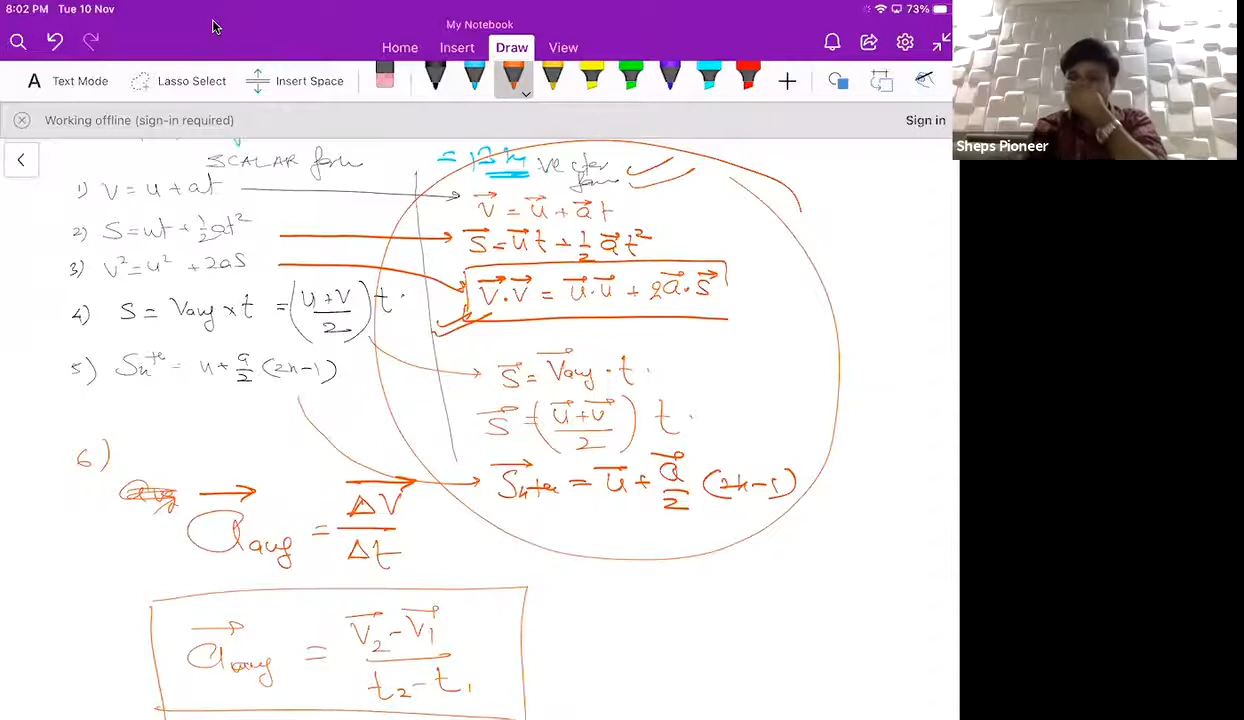 8:02 PM Tue 10 Nov
73%
My Notebook
Home Insert Draw View
A Text Mode Lasso Select Insert Space
Working offline (sign-in required) Sign in
Sheps Pioneer
SCALAR form
= 12 m vector form
1) V = u + at
2) S = ut + ½at²
3) V² = u² + 2aS
4) S = Vavg × t = (u+v/2) t
5) Snth = u + a/2 (2n-1)
V⃗ = u⃗ + a⃗ t
S⃗ = u⃗ t + ½ a⃗ t²
V⃗ · V⃗ = u⃗ · u⃗ + 2a⃗ · S⃗
S⃗ = V⃗avg · t
S⃗ = (u⃗ + v⃗/2) t
S⃗nth = u⃗ + a⃗/2 (2n-1)
6)
a⃗avg = ΔV⃗/Δt
a⃗avg = V⃗₂ - V⃗₁/t₂ - t₁